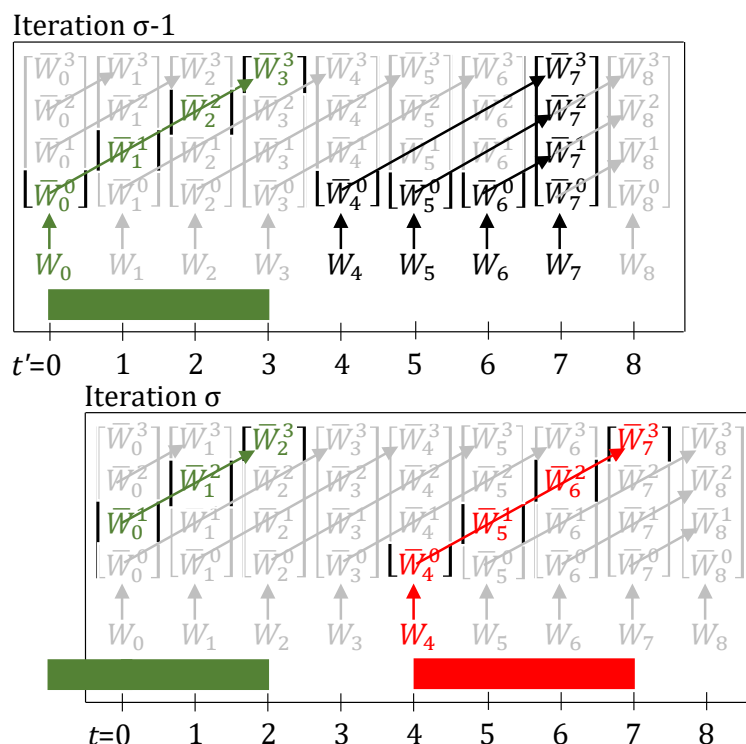 Iteration σ-1
W̄₀³ W̄₁³ W̄₂³ W̄₃³ W̄₄³ W̄₅³ W̄₆³ W̄₇³ W̄₈³
W̄₀² W̄₁² W̄₂² W̄₃² W̄₄² W̄₅² W̄₆² W̄₇² W̄₈²
W̄₀¹ W̄₁¹ W̄₂¹ W̄₃¹ W̄₄¹ W̄₅¹ W̄₆¹ W̄₇¹ W̄₈¹
W̄₀⁰ W̄₁⁰ W̄₂⁰ W̄₃⁰ W̄₄⁰ W̄₅⁰ W̄₆⁰ W̄₇⁰ W̄₈⁰
W₀ W₁ W₂ W₃ W₄ W₅ W₆ W₇ W₈
t'=0 1 2 3 4 5 6 7 8
Iteration σ
W̄₀³ W̄₁³ W̄₂³ W̄₃³ W̄₄³ W̄₅³ W̄₆³ W̄₇³ W̄₈³
W̄₀² W̄₁² W̄₂² W̄₃² W̄₄² W̄₅² W̄₆² W̄₇² W̄₈²
W̄₀¹ W̄₁¹ W̄₂¹ W̄₃¹ W̄₄¹ W̄₅¹ W̄₆¹ W̄₇¹ W̄₈¹
W̄₀⁰ W̄₁⁰ W̄₂⁰ W̄₃⁰ W̄₄⁰ W̄₅⁰ W̄₆⁰ W̄₇⁰ W̄₈⁰
W₀ W₁ W₂ W₃ W₄ W₅ W₆ W₇ W₈
t=0 1 2 3 4 5 6 7 8